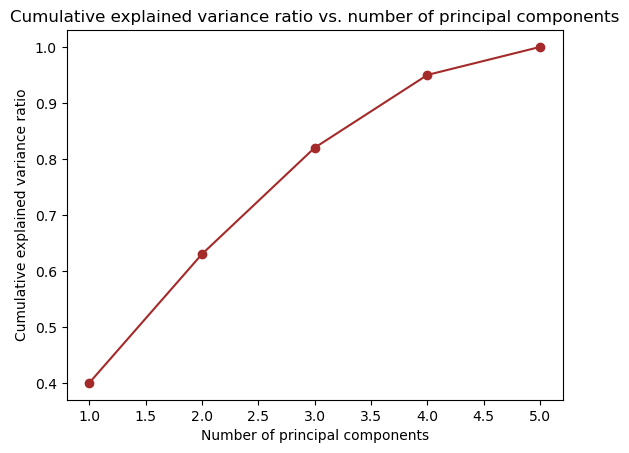 Cumulative explained variance ratio vs. number of principal components
1.0
0.9
0.8
0.7
0.6
0.5
0.4
Cumulative explained variance ratio
1.0 1.5 2.0 2.5 3.0 3.5 4.0 4.5 5.0
Number of principal components